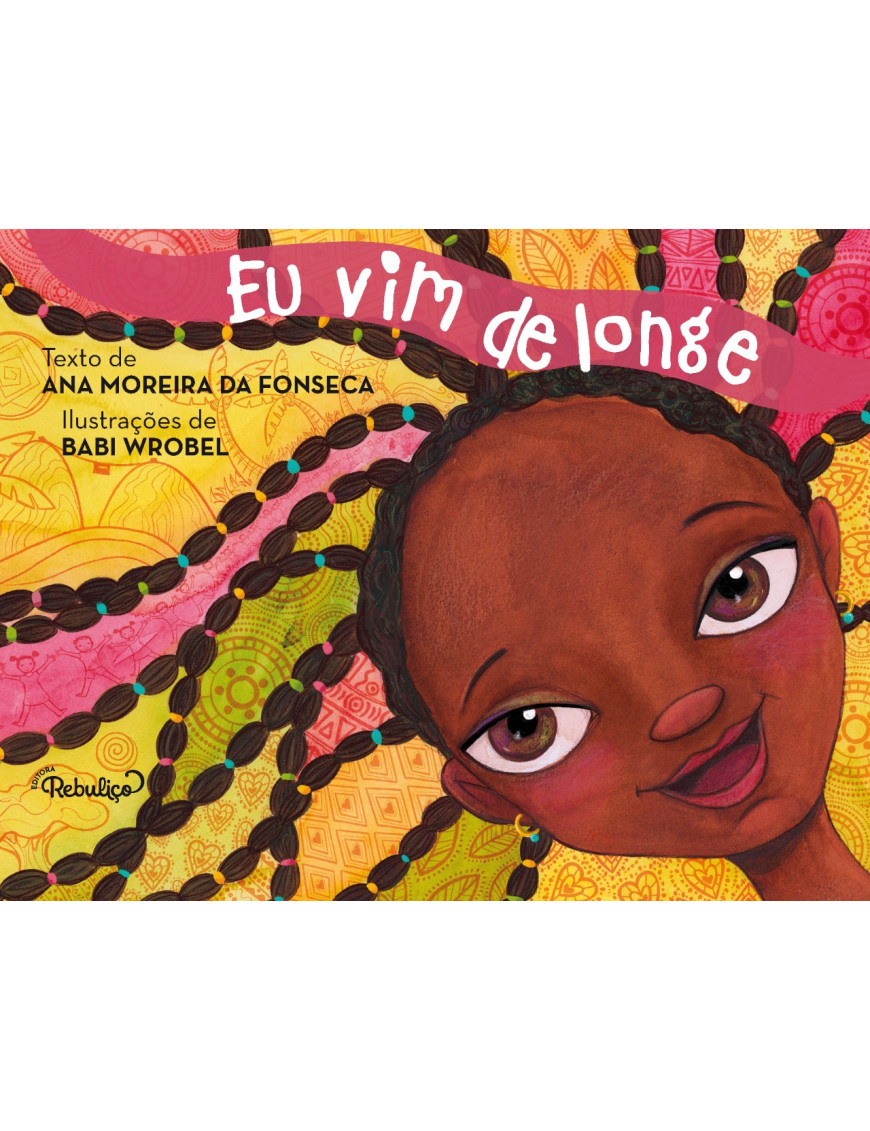 Eu vim de longe
Texto de
ANA MOREIRA DA FONSECA
Ilustrações de
BABI WROBEL
EDITORA
Rebuliço